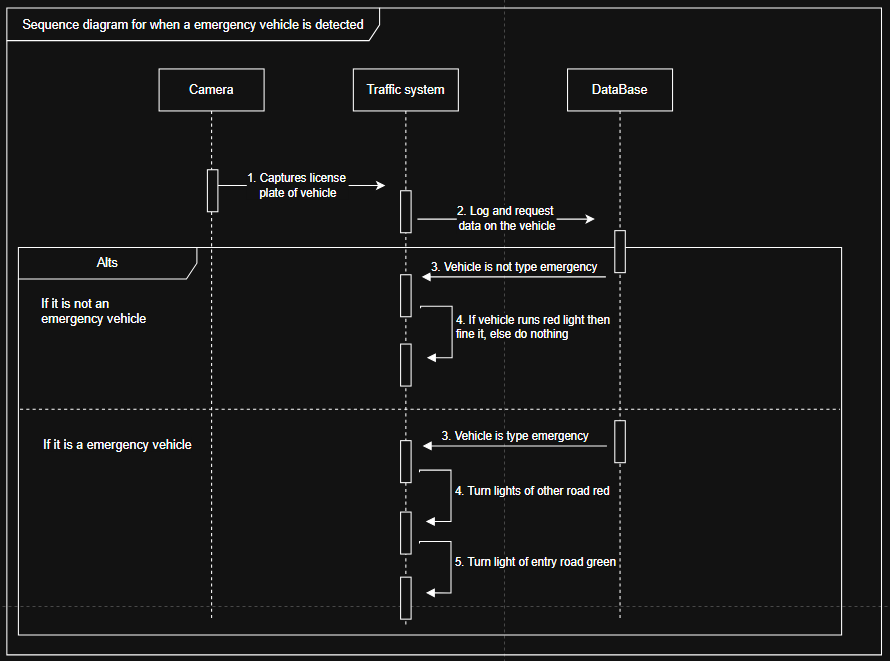 Sequence diagram for when a emergency vehicle is detected
Camera
Traffic system
DataBase
1. Captures license
plate of vehicle
2. Log and request
data on the vehicle
Alts
3. Vehicle is not type emergency
If it is not an
emergency vehicle
4. If vehicle runs red light then
fine it, else do nothing
3. Vehicle is type emergency
If it is a emergency vehicle
4. Turn lights of other road red
5. Turn light of entry road green